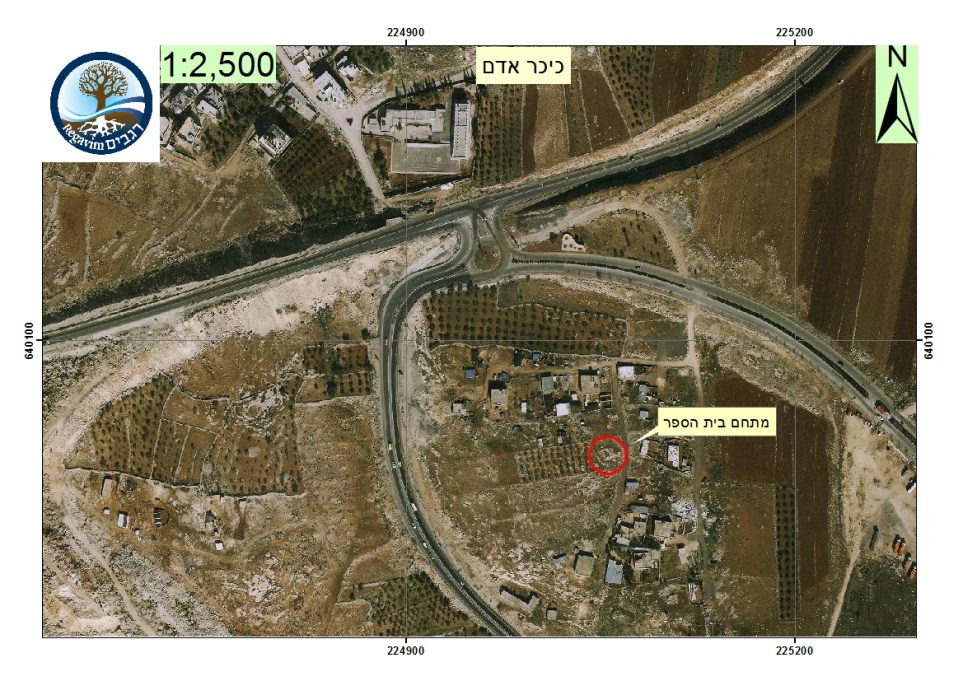 224900
225200
1:2,500
כיכר אדם
N
Regavim רגבים
640100
640100
מתחם בית הספר
224900
225200